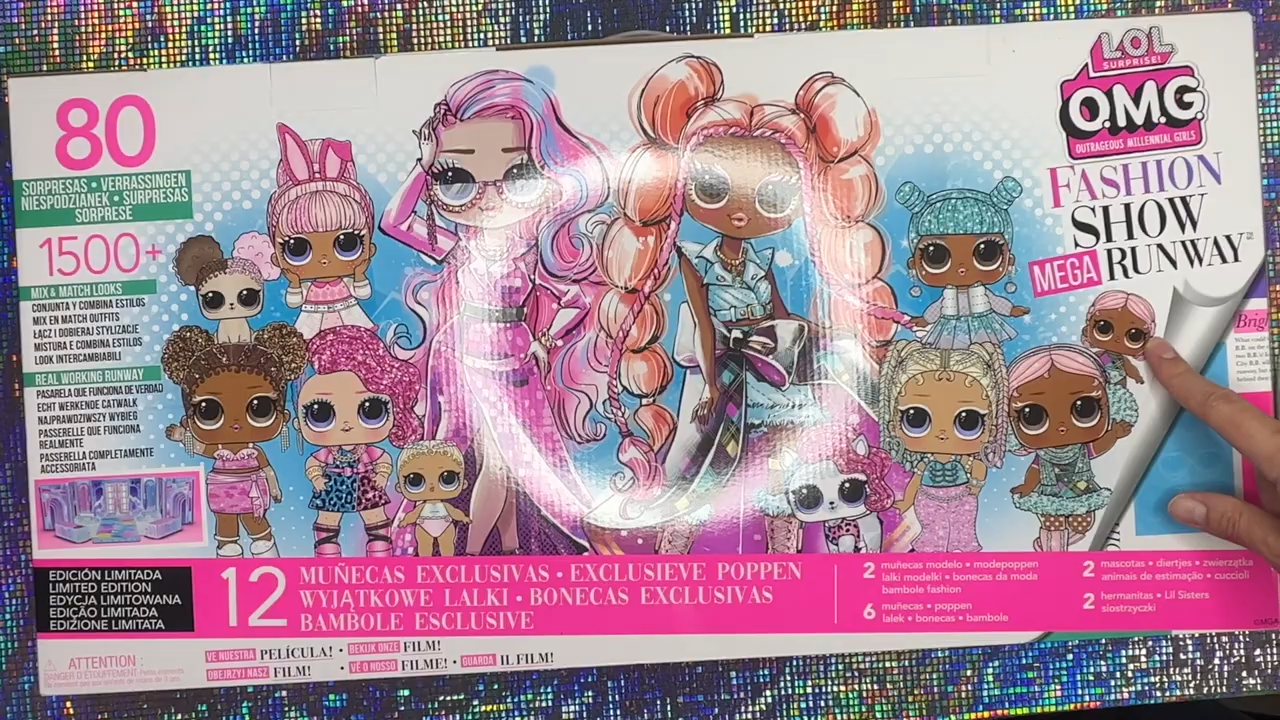 80
SORPRESAS • VERRASSINGEN
NIESPODZIANEK • SURPRESAS
SORPRESE
1500+
MIX & MATCH LOOKS
CONJUNTA Y COMBINA ESTILOS
MIX EN MATCH OUTFITS
ŁĄCZ I DOBIERAJ STYLIZACJE
MISTURA E COMBINA ESTILOS
LOOK INTERCAMBIABILI
REAL WORKING RUNWAY
PASARELA QUE FUNCIONA DE VERDAD
ECHT WERKENDE CATWALK
NAJPRAWDZIWSZY WYBIEG
PASSERELLE QUE FUNCIONA
REALMENTE
PASSERELLA COMPLETAMENTE
ACCESSORIATA
L.O.L
SURPRISE!
O.M.G.
OUTRAGEOUS MILLENNIAL GIRLS
FASHION
SHOW
MEGA RUNWAY™
EDICIÓN LIMITADA
LIMITED EDITION
EDYCJA LIMITOWANA
EDIÇÃO LIMITADA
EDIZIONE LIMITATA
12 MUÑECAS EXCLUSIVAS • EXCLUSIEVE POPPEN
WYJĄTKOWE LALKI • BONECAS EXCLUSIVAS
BAMBOLE ESCLUSIVE
2 muñecas modelo • modepoppen
lalki modelki • bonecas da moda
bambole fashion
6 muñecas • poppen
lalek • bonecas • bambole
2 mascotas • diertjes • zwierzątka
animais de estimação • cuccioli
2 hermanitas • Lil Sisters
siostrzyczki
©MGA
VE NUESTRA PELÍCULA! • BEKIJK ONZE FILM!
OBEJRZYJ NASZ FILM! • VÊ O NOSSO FILME! • GUARDA IL FILM!
ATTENTION :
DANGER D'ÉTOUFFEMENT Petits éléments